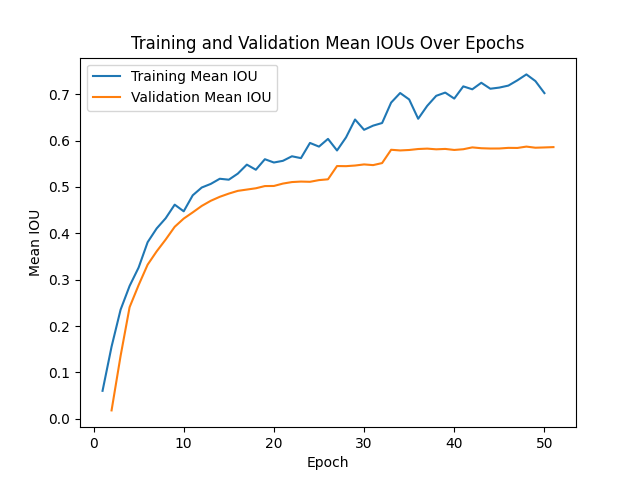 Training and Validation Mean IOUs Over Epochs
Training Mean IOU
Validation Mean IOU
Mean IOU
0.7
0.6
0.5
0.4
0.3
0.2
0.1
0.0
0 10 20 30 40 50
Epoch